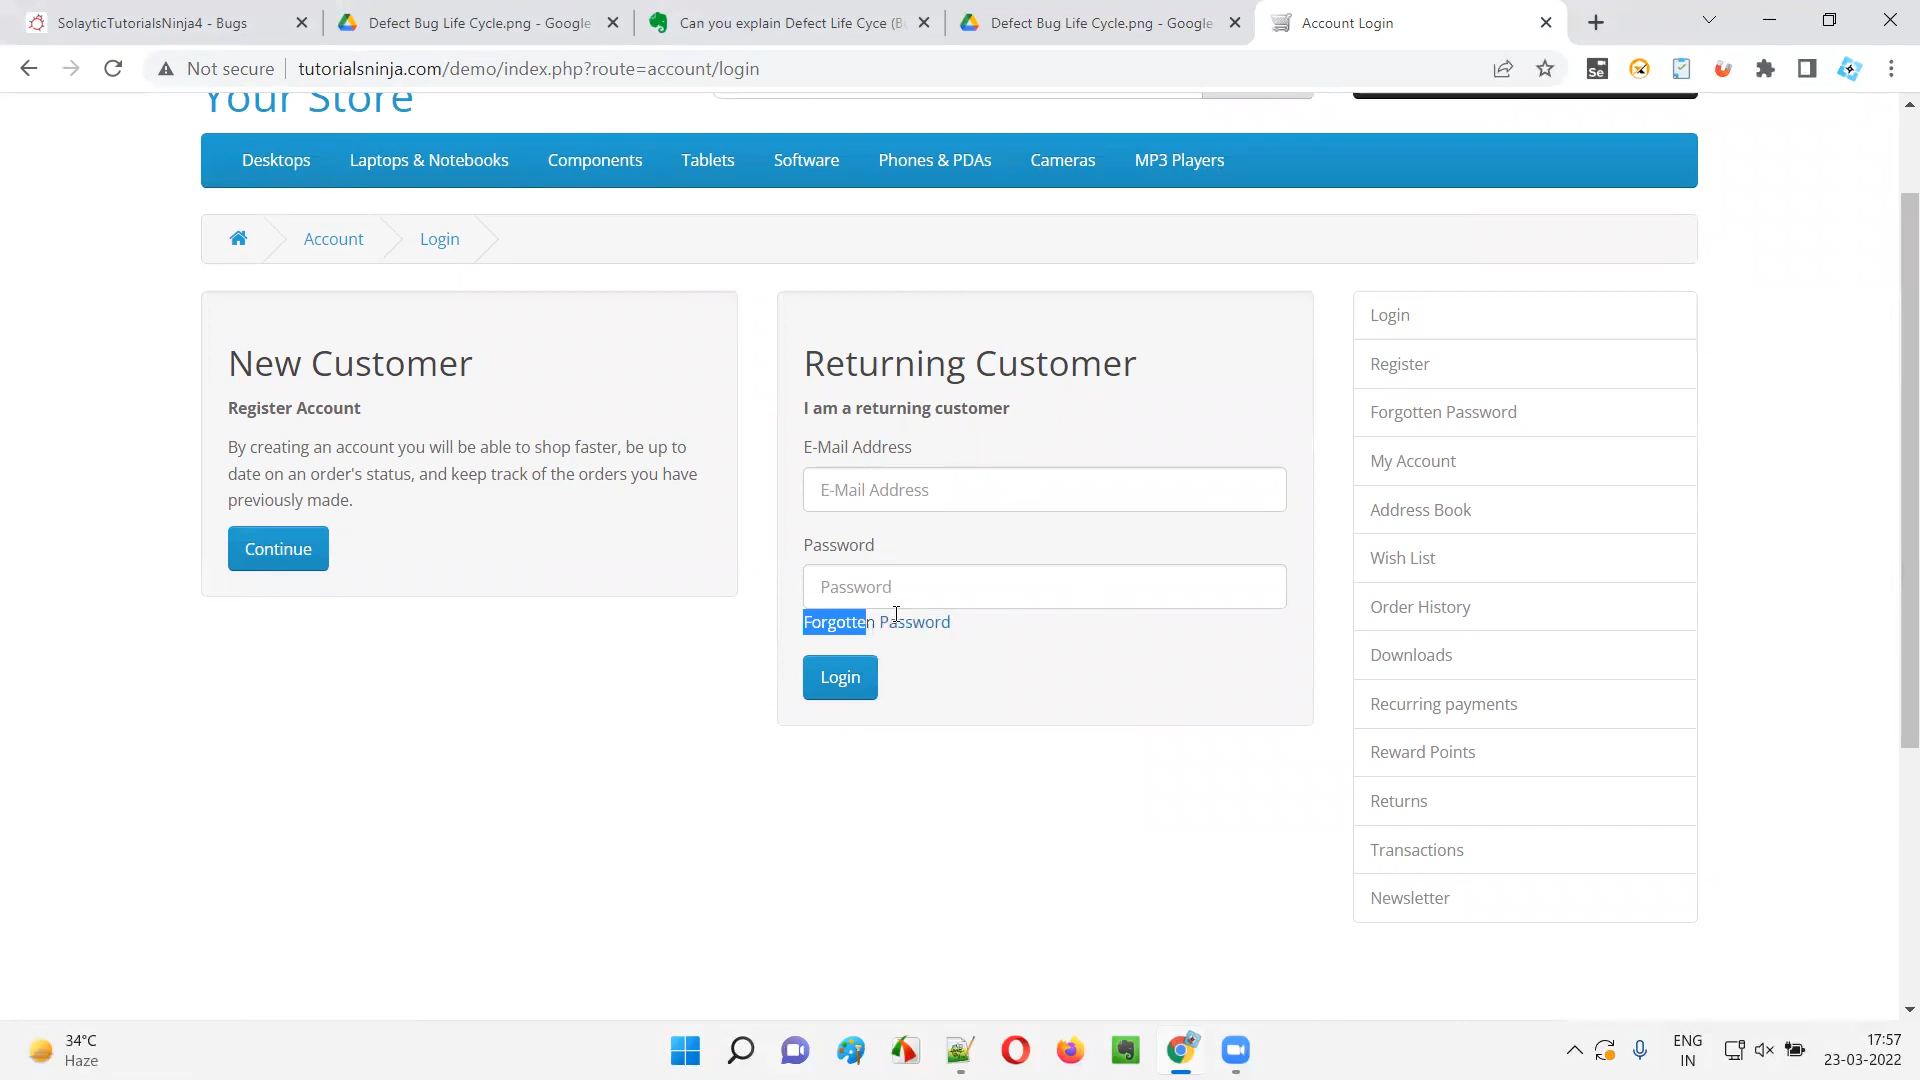 SolayticTutorialsNinja4 - Bugs
Defect Bug Life Cycle.png - Google
Can you explain Defect Life Cyce (B
Defect Bug Life Cycle.png - Google
Account Login
Not secure
tutorialsninja.com/demo/index.php?route=account/login
Se
Your Store
Desktops
Laptops & Notebooks
Components
Tablets
Software
Phones & PDAs
Cameras
MP3 Players
Account
Login
New Customer
Register Account
By creating an account you will be able to shop faster, be up to
date on an order's status, and keep track of the orders you have
previously made.
Continue
Returning Customer
I am a returning customer
E-Mail Address
E-Mail Address
Password
Password
Forgotten Password
Login
Login
Register
Forgotten Password
My Account
Address Book
Wish List
Order History
Downloads
Recurring payments
Reward Points
Returns
Transactions
Newsletter
34°C
Haze
ENG
IN
17:57
23-03-2022